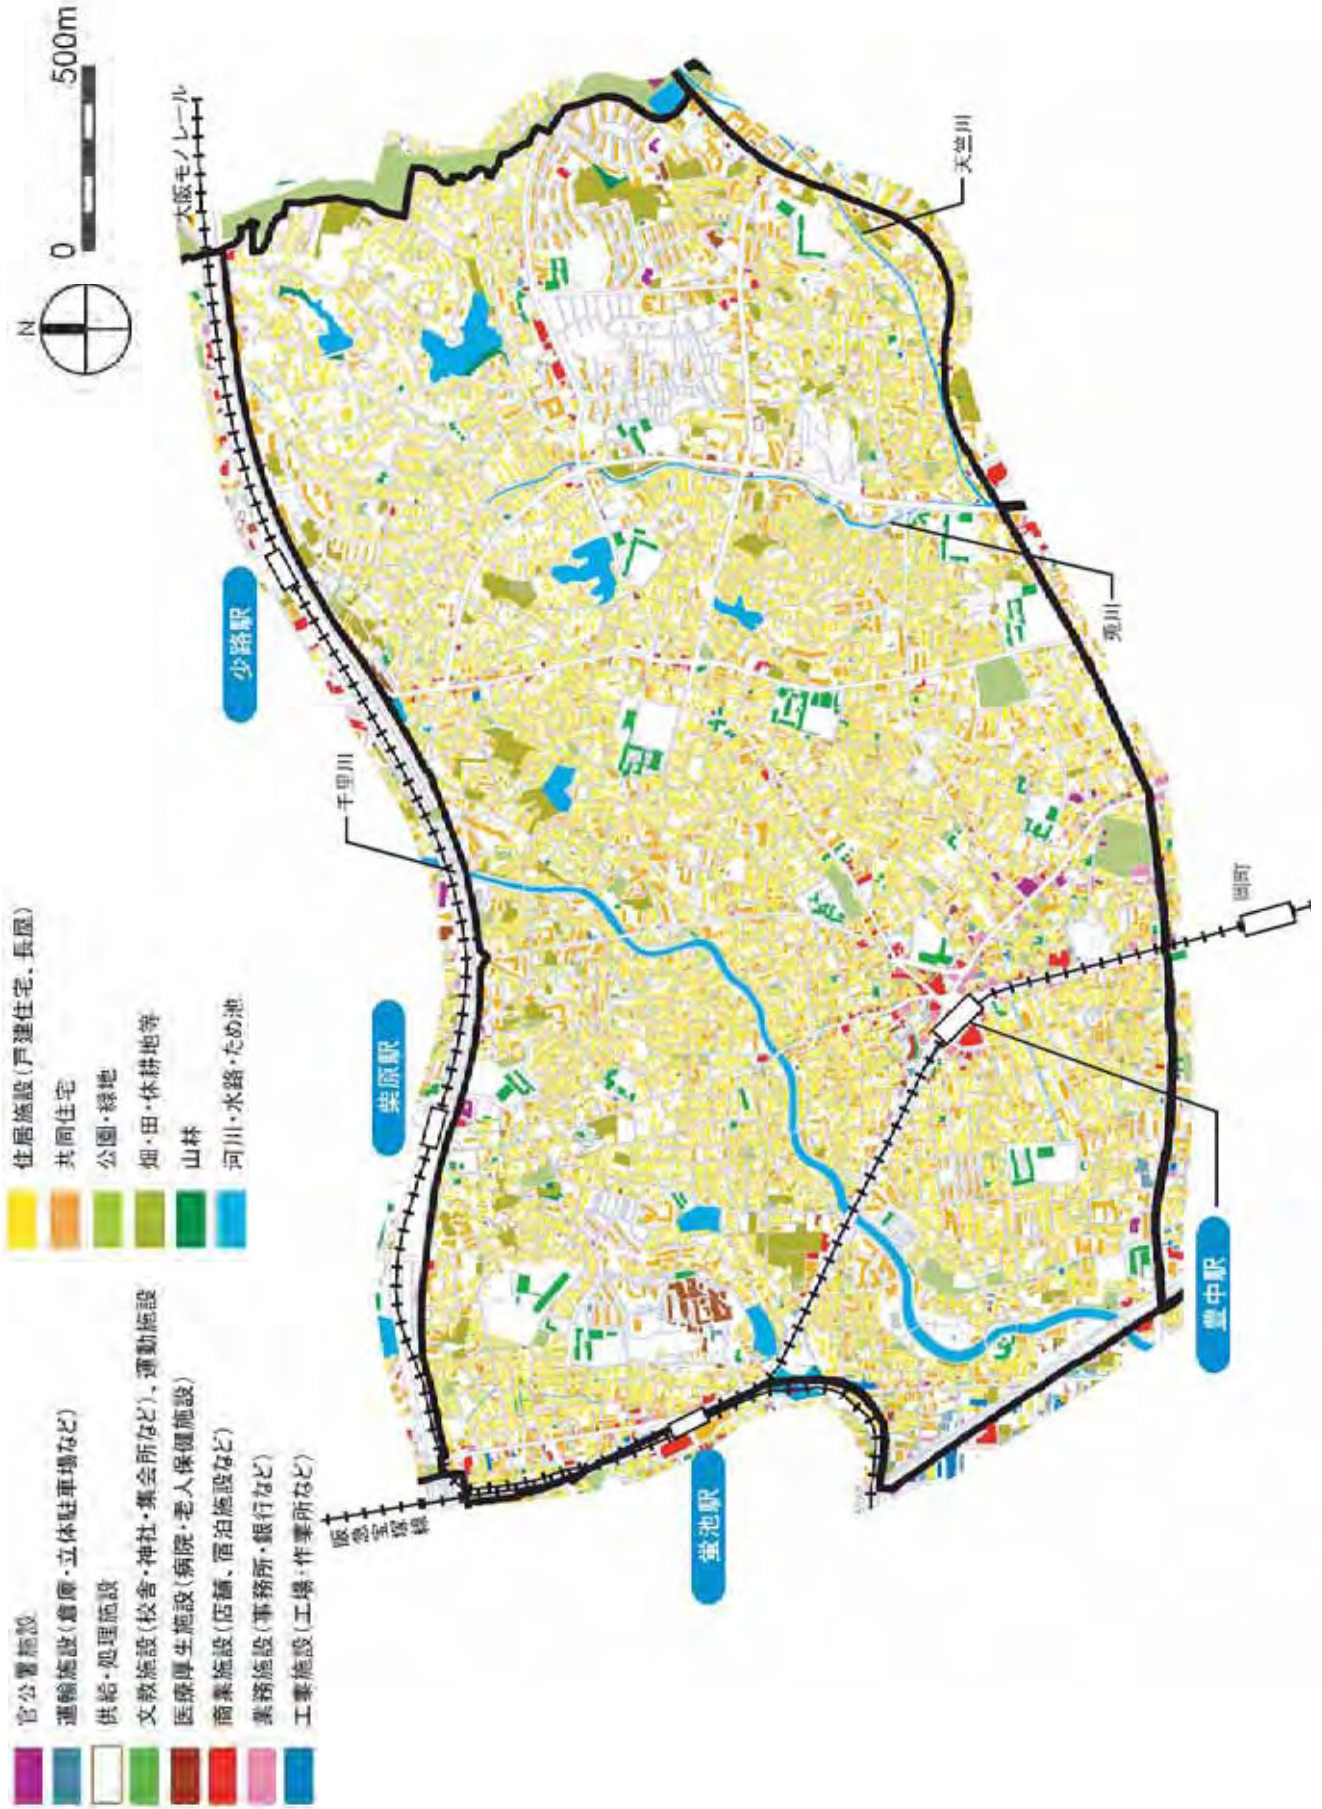 官公署施設
運輸施設(倉庫・立体駐車場など)
供給・処理施設
文教施設(校舎・神社・集会所など)、運動施設
医療厚生施設(病院・老人保健施設)
商業施設(店舗、宿泊施設など)
業務施設(事務所・銀行など)
工業施設(工場・作業所など)
住居施設(戸建住宅、長屋)
共同住宅
公園・緑地
畑・田・休耕地等
山林
河川・水路・ため池
N
0
500m
大阪モノレール
少路駅
千里川
柴原駅
阪急宝塚線
蛍池駅
豊中駅
岡町
兎川
天竺川